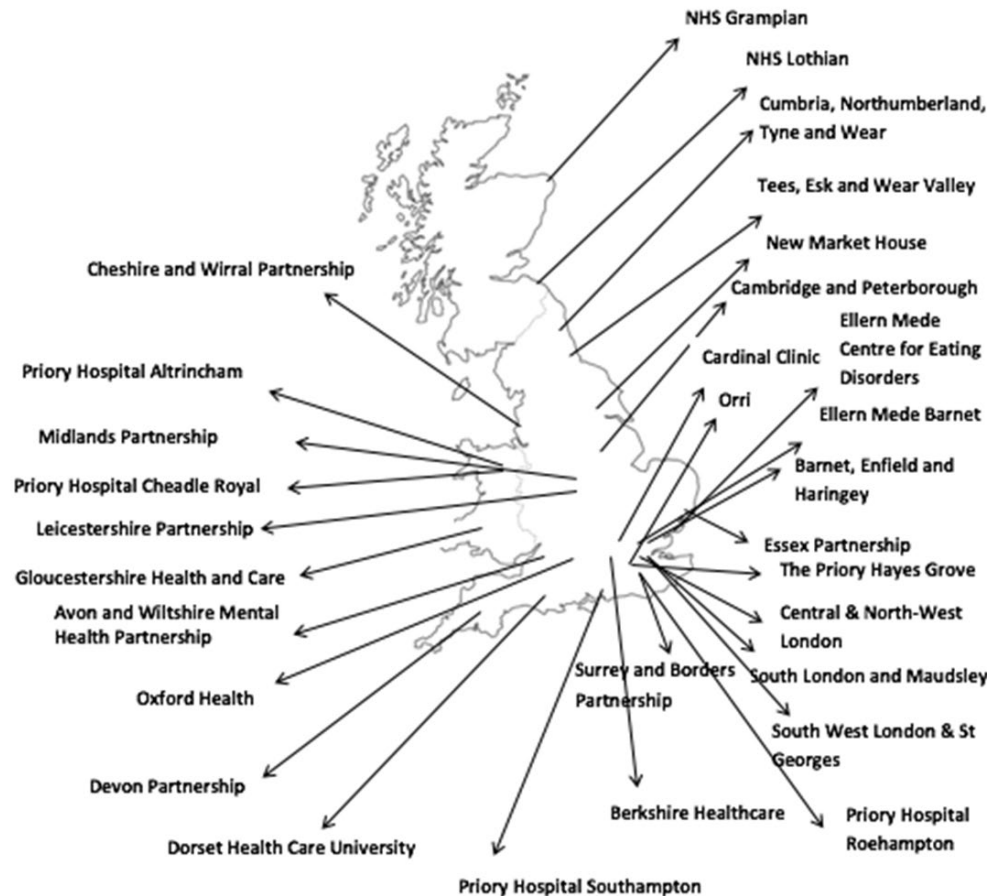 NHS Grampian
NHS Lothian
Cumbria, Northumberland,
Tyne and Wear
Tees, Esk and Wear Valley
New Market House
Cambridge and Peterborough
Ellern Mede
Centre for Eating
Disorders
Cardinal Clinic
Orri
Ellern Mede Barnet
Barnet, Enfield and
Haringey
Essex Partnership
The Priory Hayes Grove
Central & North-West
London
South London and Maudsley
South West London & St
Georges
Priory Hospital
Roehampton
Surrey and Borders
Partnership
Berkshire Healthcare
Priory Hospital Southampton
Cheshire and Wirral Partnership
Priory Hospital Altrincham
Midlands Partnership
Priory Hospital Cheadle Royal
Leicestershire Partnership
Gloucestershire Health and Care
Avon and Wiltshire Mental
Health Partnership
Oxford Health
Devon Partnership
Dorset Health Care University